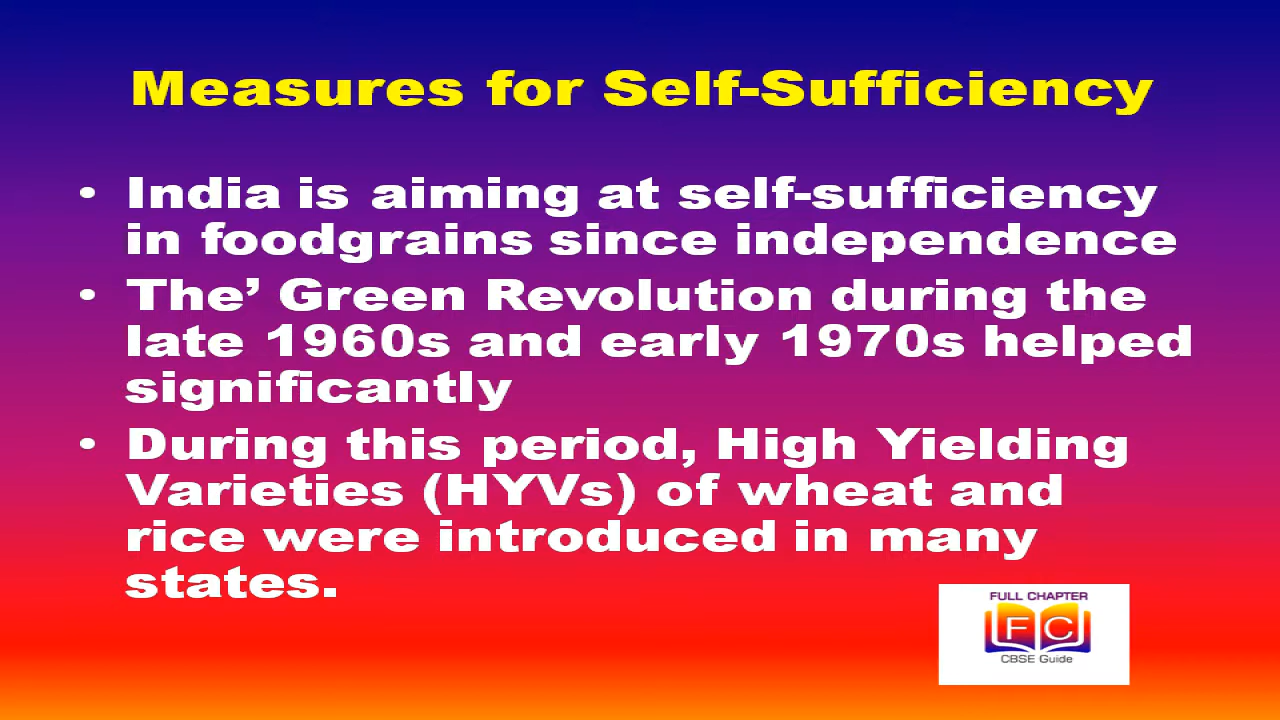 Measures for Self-Sufficiency
• India is aiming at self-sufficiency
in foodgrains since independence
• The’ Green Revolution during the
late 1960s and early 1970s helped
significantly
• During this period, High Yielding
Varieties (HYVs) of wheat and
rice were introduced in many
states.
FULL CHAPTER
FC
CBSE Guide